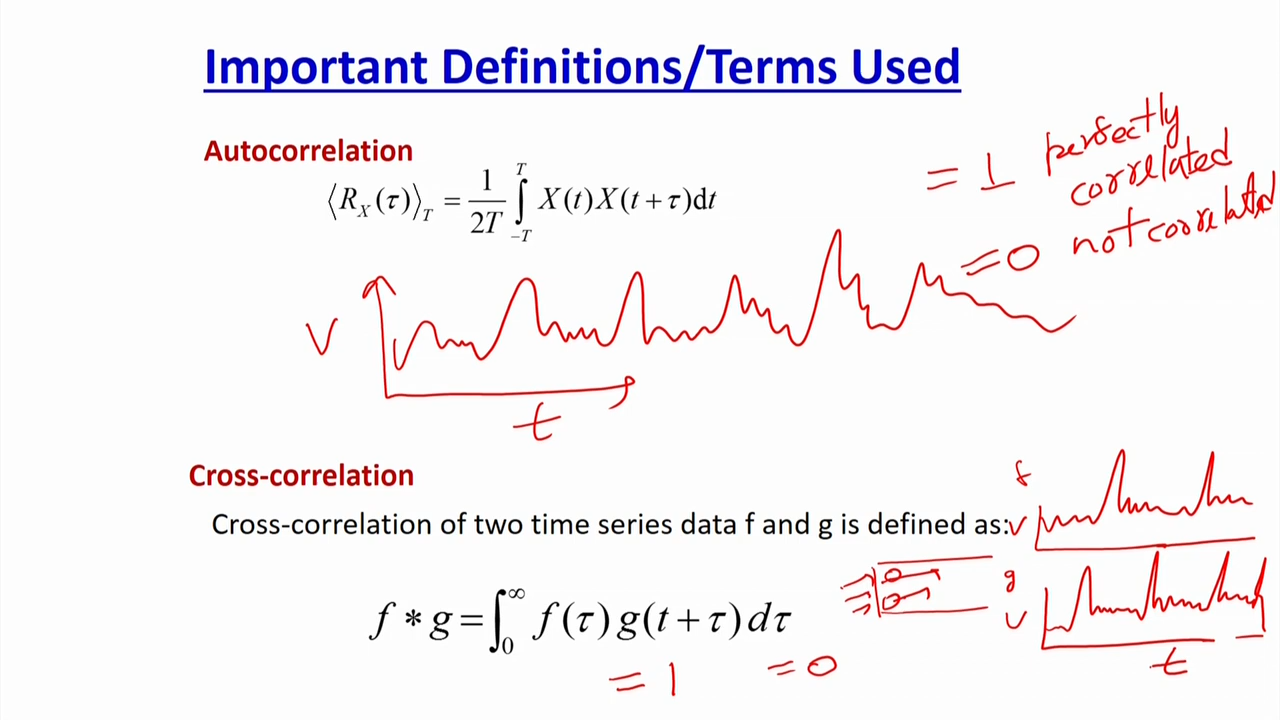 Important Definitions/Terms Used
Autocorrelation
⟨R_X(τ)⟩_T = 1/2T ∫_{-T}^{T} X(t)X(t+τ)dt
= 1 perfectly
correlated
= 0 not correlated
V
t
Cross-correlation
f
Cross-correlation of two time series data f and g is defined as:
V
g
f * g = ∫_0^∞ f(τ)g(t+τ)dτ
V
t
= 1 = 0